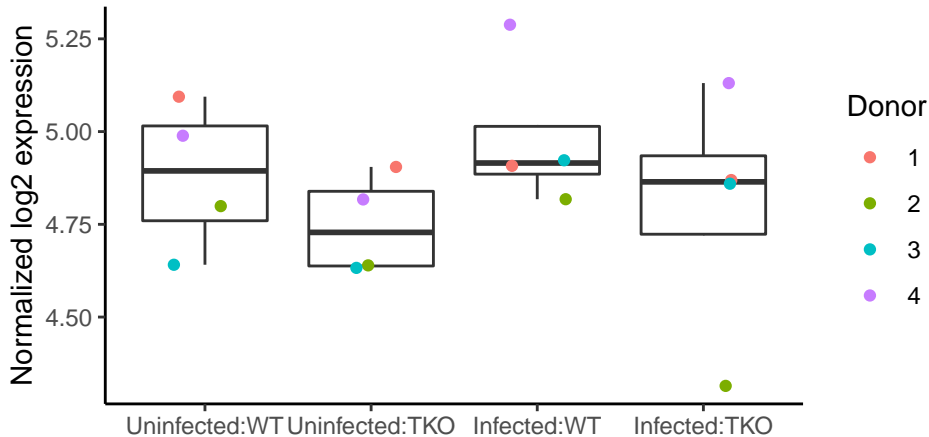 Normalized log2 expression
5.25
5.00
4.75
4.50
Uninfected:WT
Uninfected:TKO
Infected:WT
Infected:TKO
Donor
1
2
3
4